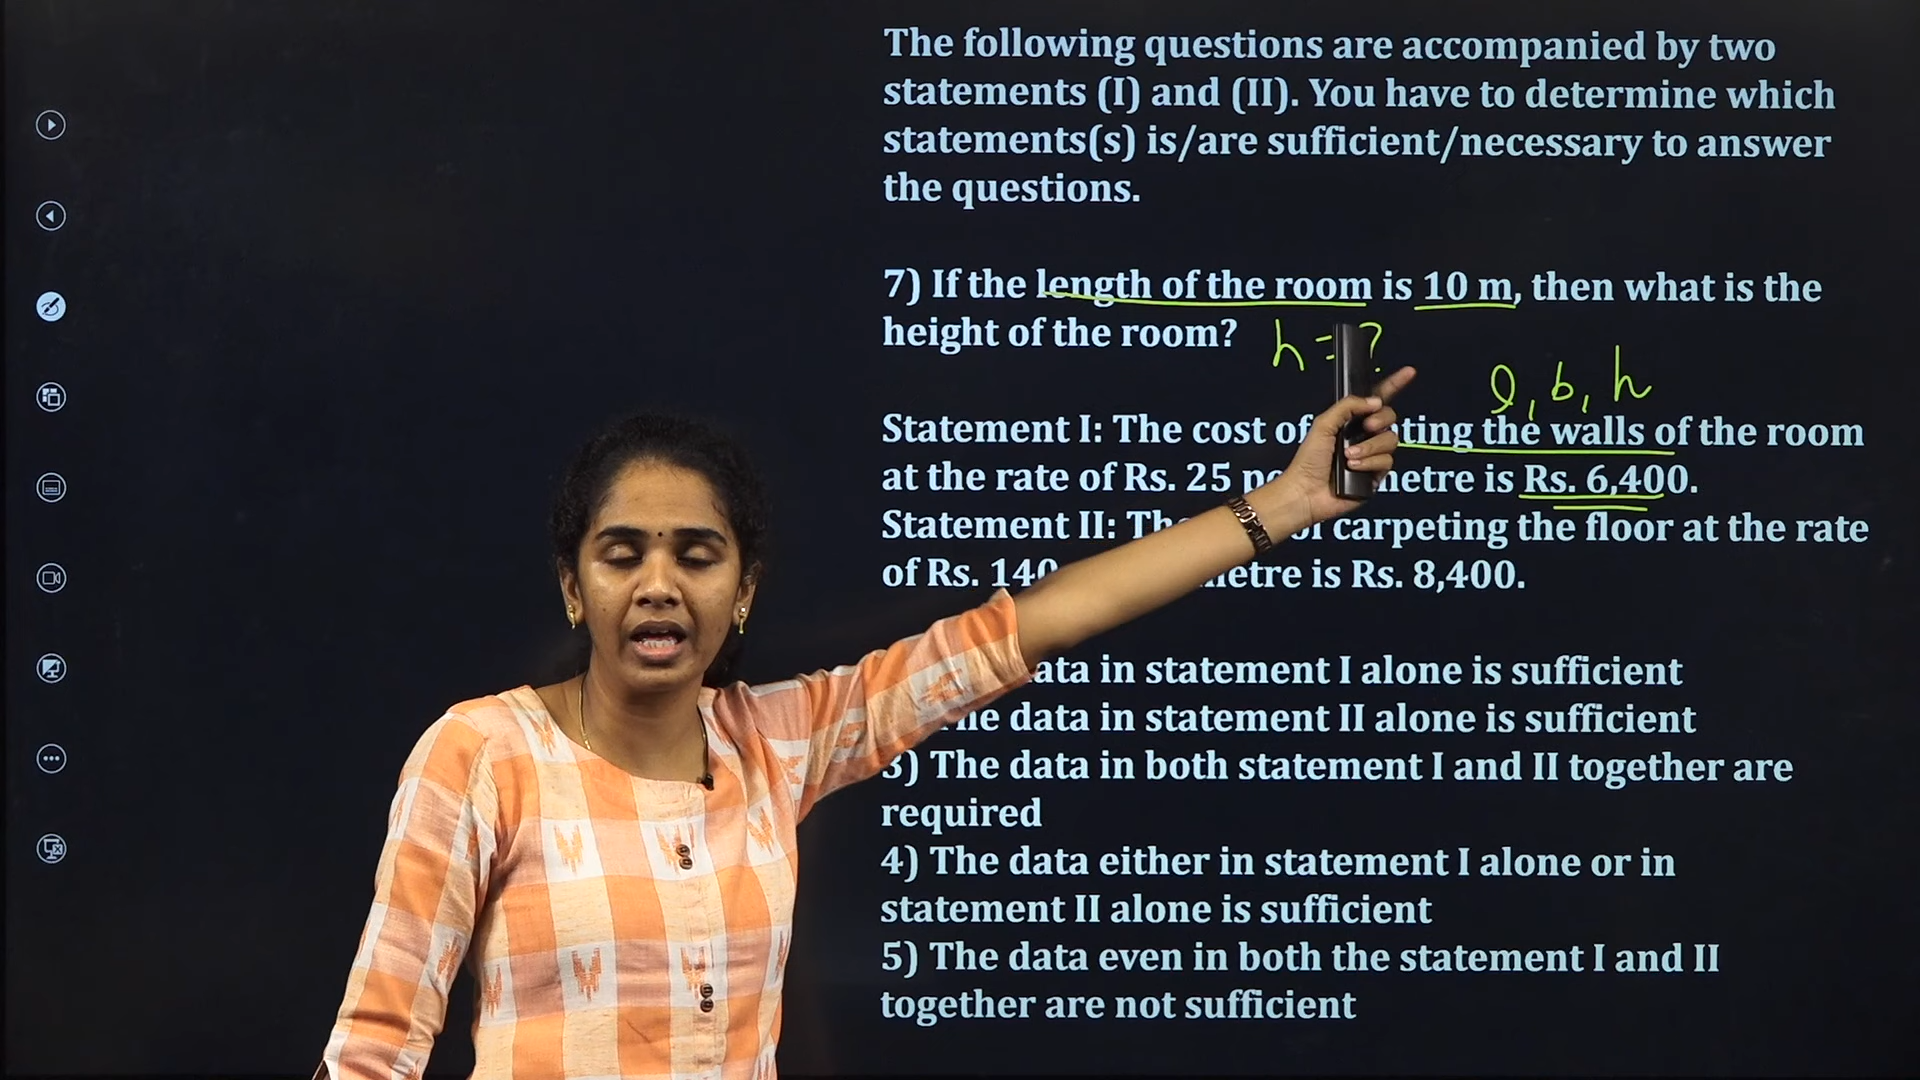 The following questions are accompanied by two
statements (I) and (II). You have to determine which
statements(s) is/are sufficient/necessary to answer
the questions.
7) If the length of the room is 10 m, then what is the
height of the room? h = ?
l, b, h
Statement I: The cost of the walls of the room
at the rate of Rs. 25 is Rs. 6,400.
Statement II: carpeting the floor at the rate
of Rs. 140 is Rs. 8,400.
in statement I alone is sufficient
data in statement II alone is sufficient
3) The data in both statement I and II together are
required
4) The data either in statement I alone or in
statement II alone is sufficient
5) The data even in both the statement I and II
together are not sufficient